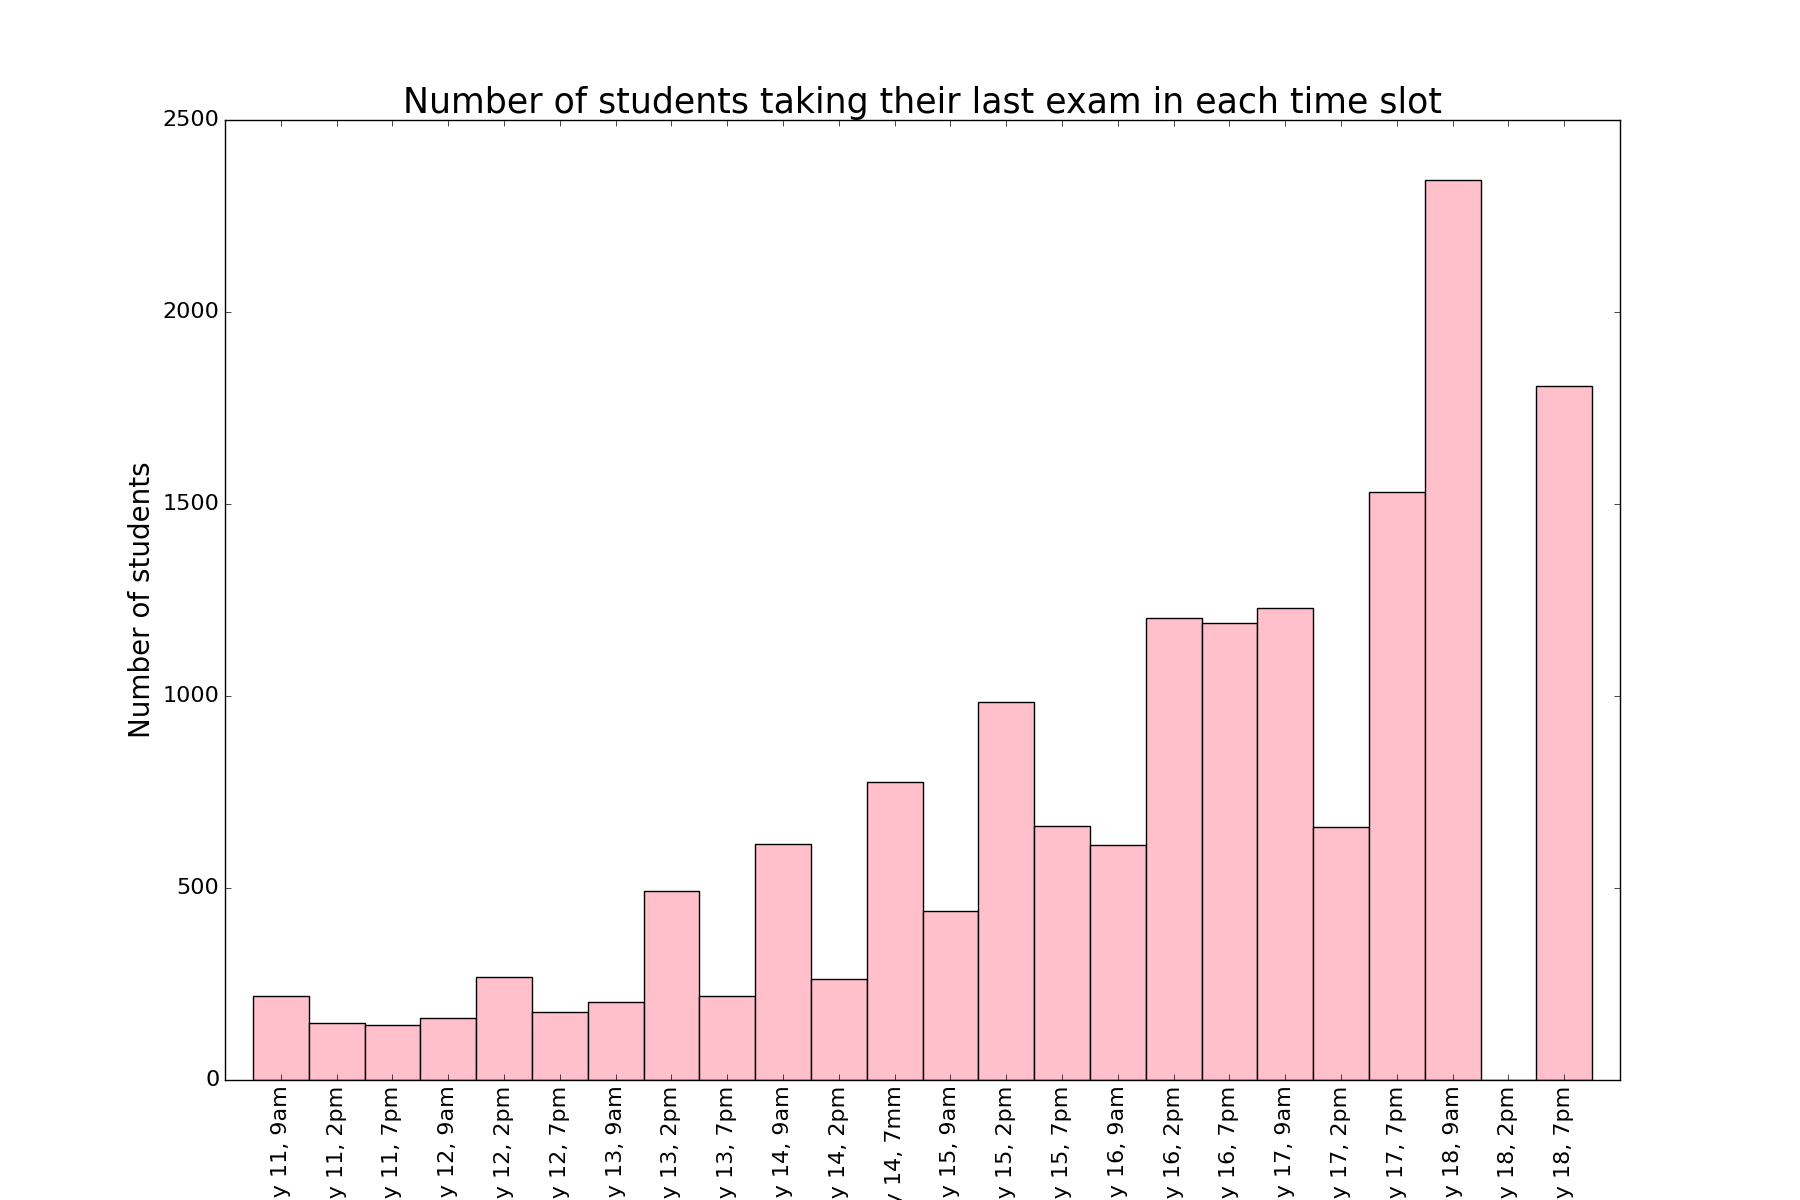 Number of students taking their last exam in each time slot
Number of students
2500
2000
1500
1000
500
0
y 11, 9am
y 11, 2pm
y 11, 7pm
y 12, 9am
y 12, 2pm
y 12, 7pm
y 13, 9am
y 13, 2pm
y 13, 7pm
y 14, 9am
y 14, 2pm
y 14, 7mm
y 15, 9am
y 15, 2pm
y 15, 7pm
y 16, 9am
y 16, 2pm
y 16, 7pm
y 17, 9am
y 17, 2pm
y 17, 7pm
y 18, 9am
y 18, 2pm
y 18, 7pm